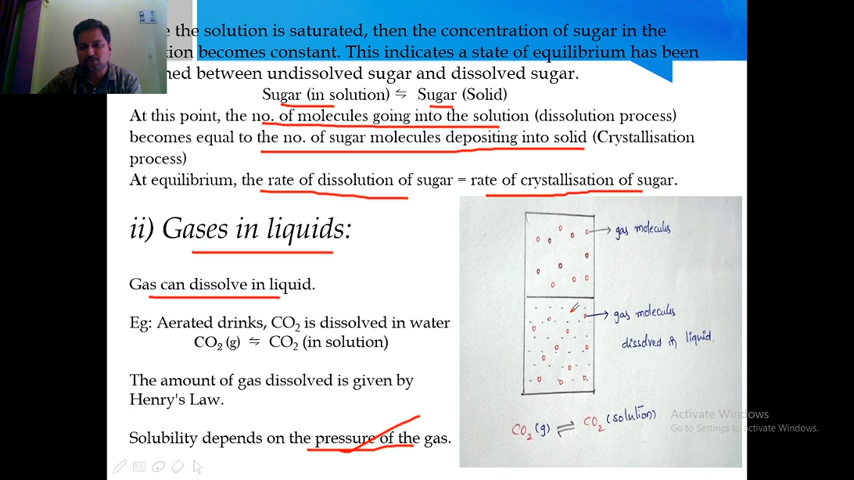 the solution is saturated, then the concentration of sugar in the
becomes constant. This indicates a state of equilibrium has been
between undissolved sugar and dissolved sugar.
Sugar (in solution) ⇋ Sugar (Solid)
At this point, the no. of molecules going into the solution (dissolution process)
becomes equal to the no. of sugar molecules depositing into solid (Crystallisation
process)
At equilibrium, the rate of dissolution of sugar = rate of crystallisation of sugar.
ii) Gases in liquids:
Gas can dissolve in liquid.
Eg: Aerated drinks, CO2 is dissolved in water
CO2 (g) ⇋ CO2 (in solution)
The amount of gas dissolved is given by
Henry's Law.
Solubility depends on the pressure of the gas.
gas molecules
gas molecules
dissolved in liquid.
CO2 (g) ⇌ CO2 (solution)
Activate Windows
Go to Settings to activate Windows.